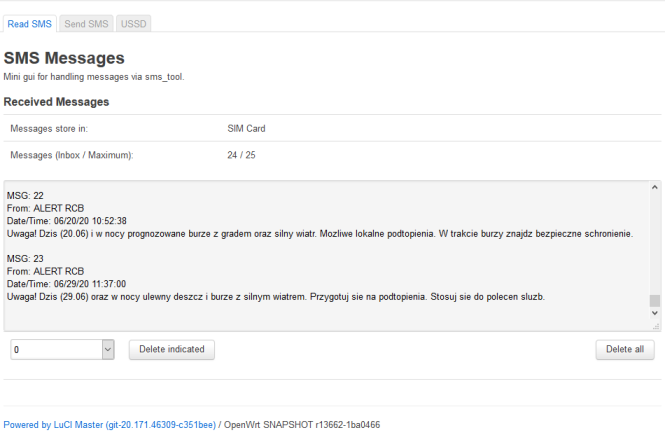 Read SMS Send SMS USSD
SMS Messages
Mini gui for handling messages via sms_tool.
Received Messages
Messages store in: SIM Card
Messages (Inbox / Maximum): 24 / 25
MSG: 22
From: ALERT RCB
Date/Time: 06/20/20 10:52:38
Uwaga! Dzis (20.06) i w nocy prognozowane burze z gradem oraz silny wiatr. Mozliwe lokalne podtopienia. W trakcie burzy znajdz bezpieczne schronienie.
MSG: 23
From: ALERT RCB
Date/Time: 06/29/20 11:37:00
Uwaga! Dzis (29.06) oraz w nocy ulewny deszcz i burze z silnym wiatrem. Przygotuj sie na podtopienia. Stosuj sie do polecen sluzb.
0 Delete indicated Delete all
Powered by LuCI Master (git-20.171.46309-c351bee) / OpenWrt SNAPSHOT r13662-1ba0466